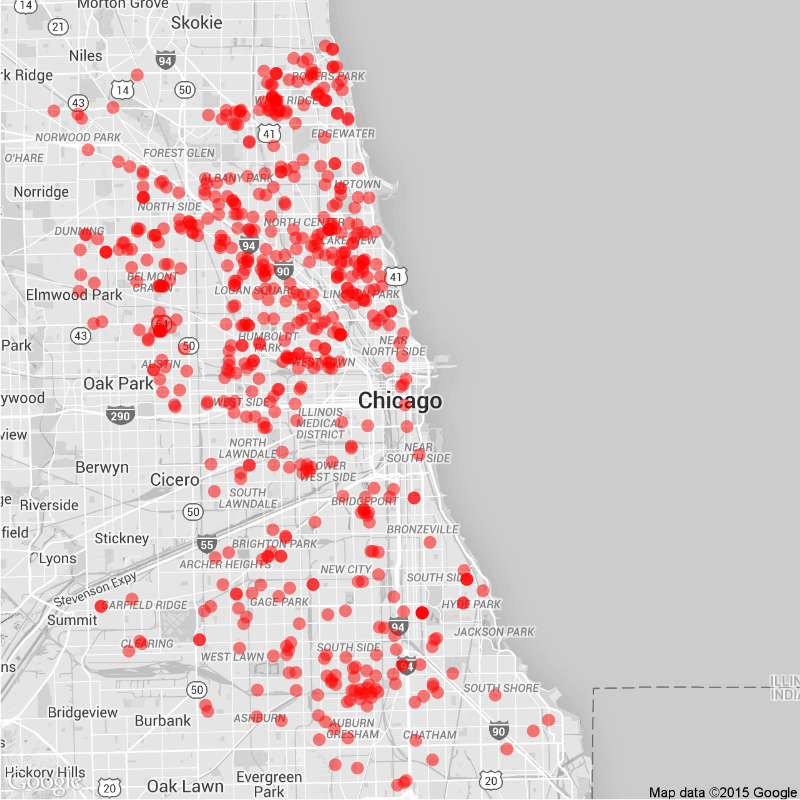 Morton Grove
14
21
Skokie
Niles
94
rk Ridge
ROGERS PARK
14
50
43
WEST RIDGE
41
EDGEWATER
NORWOOD PARK
O'HARE
FOREST GLEN
ALBANY PARK
UPTOWN
Norridge
NORTH SIDE
DUNNING
NORTH CENTER
94
LAKEVIEW
90
41
BELMONT
CRAGIN
Elmwood Park
LOGAN SQUARE
LINCOLN PARK
64
43
50
HUMBOLDT
PARK
NEAR
NORTH SIDE
Park
AUSTIN
WEST TOWN
Oak Park
ywood
Chicago
WEST SIDE
290
ILLINOIS
MEDICAL
DISTRICT
view
NORTH
LAWNDALE
NEAR
SOUTH SIDE
Berwyn
LOWER
WEST SIDE
Cicero
SOUTH
LAWNDALE
ge
Riverside
50
BRIDGEPORT
field
Stickney
BRONZEVILLE
55
BRIGHTON PARK
Lyons
ARCHER HEIGHTS
NEW CITY
SOUTH SIDE
Stevenson Expy
GARFIELD RIDGE
GAGE PARK
HYDE PARK
Summit
94
JACKSON PARK
CLEARING
WEST LAWN
SOUTH SIDE
94
ns
50
SOUTH SHORE
ILLIN
INDIA
Bridgeview
Burbank
ASHBURN
AUBURN
GRESHAM
CHATHAM
90
s
Hickory Hills
Google
20
Oak Lawn
Evergreen
Park
20
Map data ©2015 Google